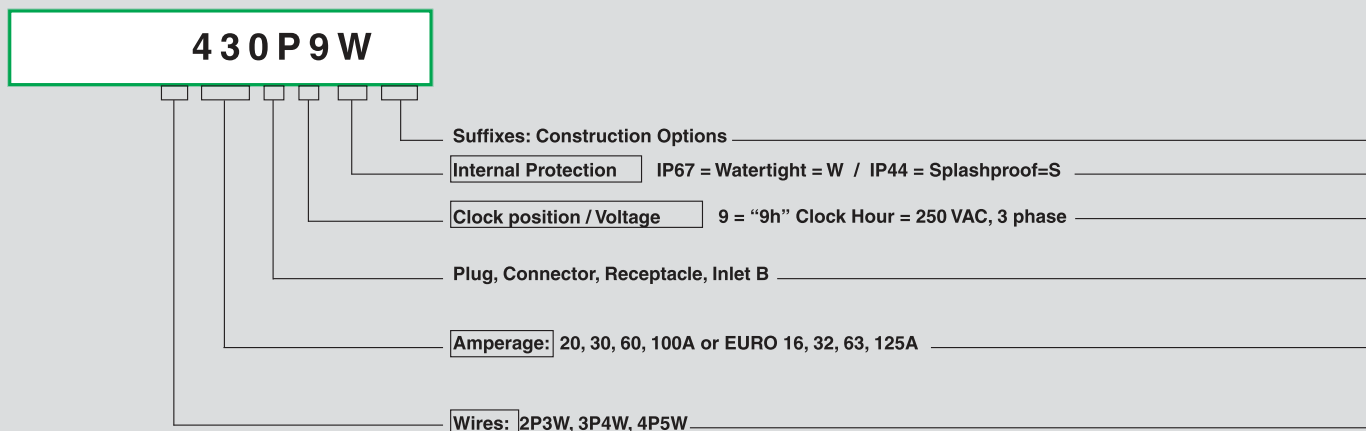 430P9W
Suffixes: Construction Options
Internal Protection IP67 = Watertight = W / IP44 = Splashproof=S
Clock position / Voltage 9 = “9h” Clock Hour = 250 VAC, 3 phase
Plug, Connector, Receptacle, Inlet B
Amperage: 20, 30, 60, 100A or EURO 16, 32, 63, 125A
Wires: 2P3W, 3P4W, 4P5W